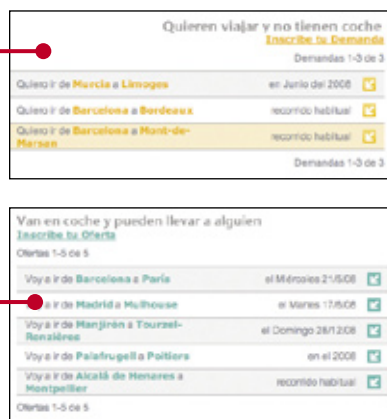 Quieren viajar y no tienen coche
Inscribe tu Demanda
Demandas 1-3 de 3
Quiero ir de Murcia a Limoges en Junio del 2008
Quiero ir de Barcelona a Bordeaux recorrido habitual
Quiero ir de Barcelona a Mont-de-
Marsan recorrido habitual
Demandas 1-3 de 3
Van en coche y pueden llevar a alguien
Inscribe tu Oferta
Ofertas 1-5 de 5
Voy a ir de Barcelona a París el Miércoles 21/5/08
a ir de Madrid a Mulhouse el Martes 17/6/08
Voy a ir de Manjirón a Tourzel-
Ronzières el Domingo 28/12/08
Voy a ir de Palafrugell a Poitiers en el 2008
Voy a ir de Alcalá de Henares a
Montpellier recorrido habitual
Ofertas 1-5 de 5